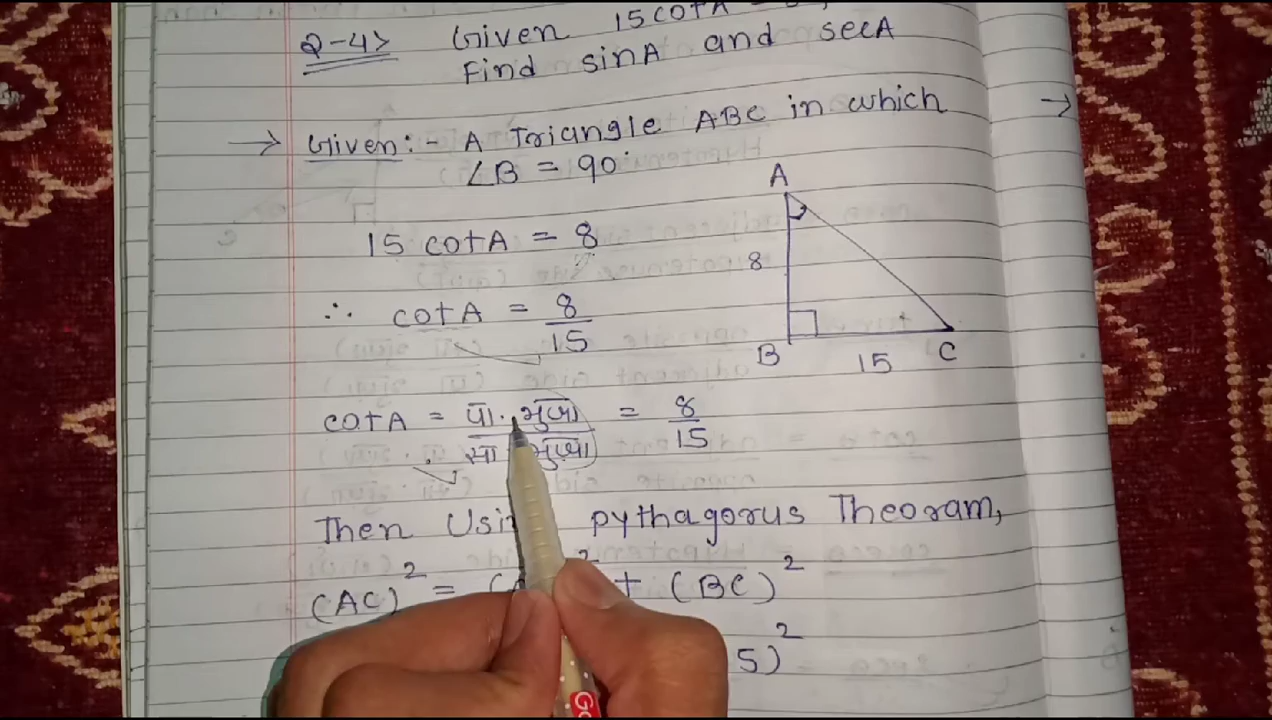 Q-4> Given 15 cotA
Find sinA and secA
→ Given:- A Triangle ABC in which →
∠B = 90°
A
15 cotA = 8
8
∴ cotA = 8/15
B 15 C
cotA = पा. भुजा / सा भुजा = 8/15
Then pythagorus Theoram,
(AC)² = + (BC)²
5)²